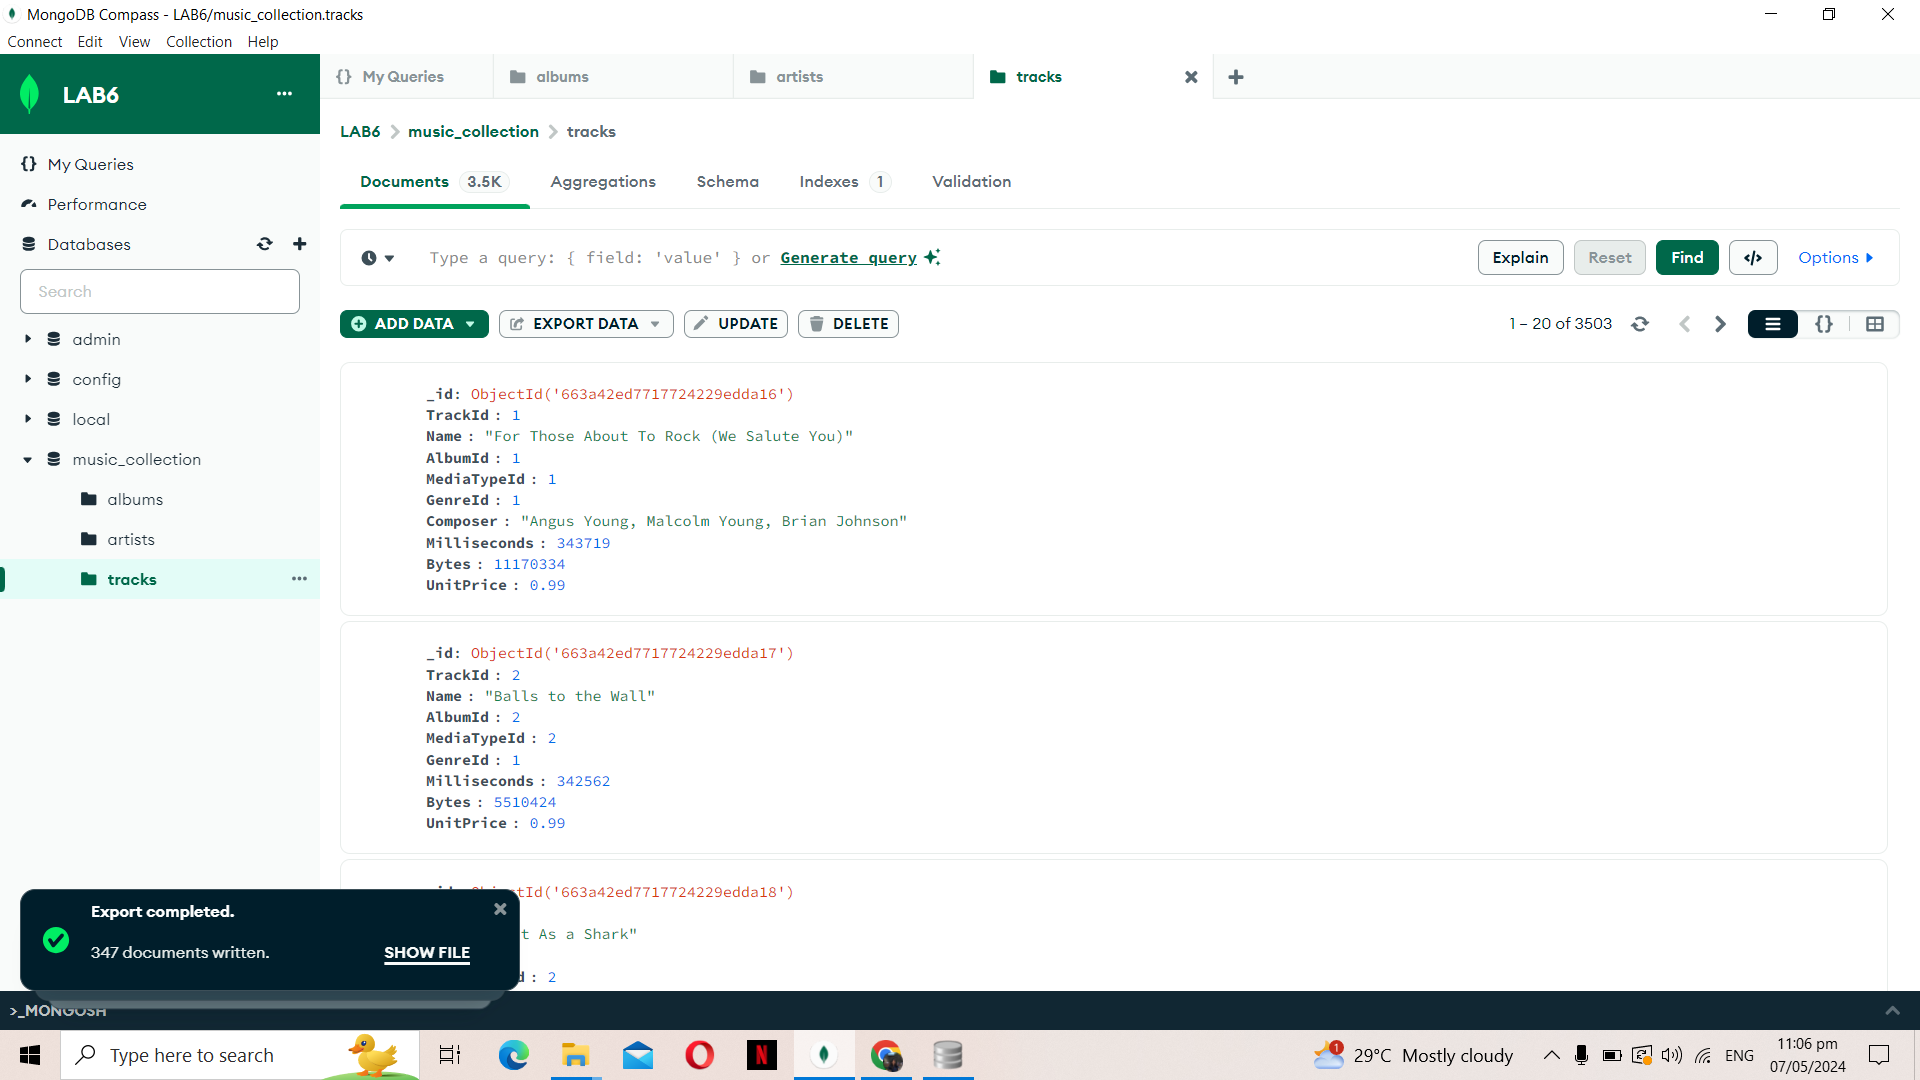 MongoDB Compass - LAB6/music_collection.tracks
Connect Edit View Collection Help
LAB6
My Queries
Performance
Databases
Search
admin
config
local
music_collection
albums
artists
tracks
{} My Queries albums artists tracks
LAB6 > music_collection > tracks
Documents 3.5K Aggregations Schema Indexes 1 Validation
Type a query: { field: 'value' } or Generate query
Explain Reset Find </> Options
ADD DATA EXPORT DATA UPDATE DELETE
1 – 20 of 3503 {}
_id: ObjectId('663a42ed7717724229edda16')
TrackId : 1
Name : "For Those About To Rock (We Salute You)"
AlbumId : 1
MediaTypeId : 1
GenreId : 1
Composer : "Angus Young, Malcolm Young, Brian Johnson"
Milliseconds : 343719
Bytes : 11170334
UnitPrice : 0.99
_id: ObjectId('663a42ed7717724229edda17')
TrackId : 2
Name : "Balls to the Wall"
AlbumId : 2
MediaTypeId : 2
GenreId : 1
Milliseconds : 342562
Bytes : 5510424
UnitPrice : 0.99
tId('663a42ed7717724229edda18')
t As a Shark"
d : 2
Export completed.
347 documents written. SHOW FILE
>_MONGOSH
Type here to search
1
29°C Mostly cloudy
ENG
11:06 pm
07/05/2024